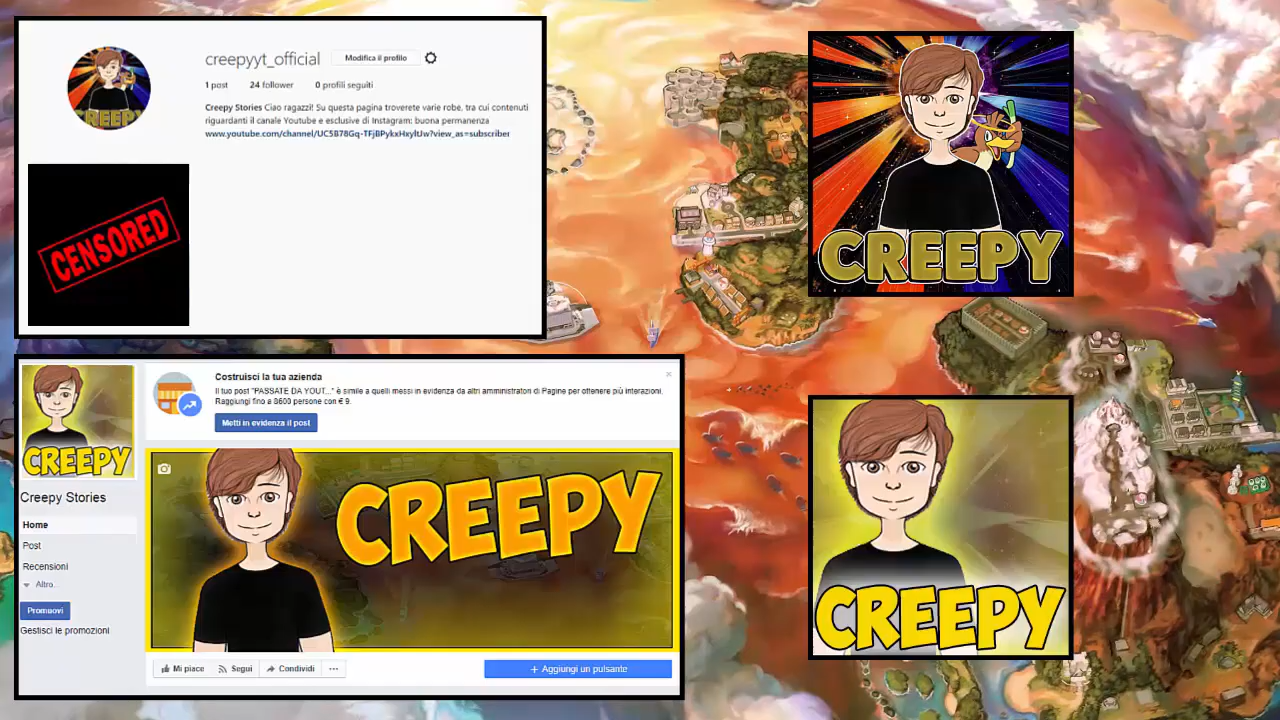 creepyyt_official
Modifica il profilo
1 post 24 follower 0 profili seguiti
Creepy Stories Ciao ragazzi! Su questa pagina troverete varie robe, tra cui contenuti
riguardanti il canale Youtube e esclusive di Instagram: buona permanenza
www.youtube.com/channel/UC5B78Gq-TFjBPykxHxyltUw?view_as=subscriber
CREEPY
CENSORED
CREEPY
Costruisci la tua azienda
Il tuo post "PASSATE DA YOUT..." è simile a quelli messi in evidenza da altri amministratori di Pagine per ottenere più interazioni.
Raggiungi fino a 8600 persone con € 9.
Metti in evidenza il post
CREEPY
Creepy Stories
Home
Post
Recensioni
Altro...
Promuovi
Gestisci le promozioni
CREEPY
Mi piace
Segui
Condividi
...
+ Aggiungi un pulsante
CREEPY